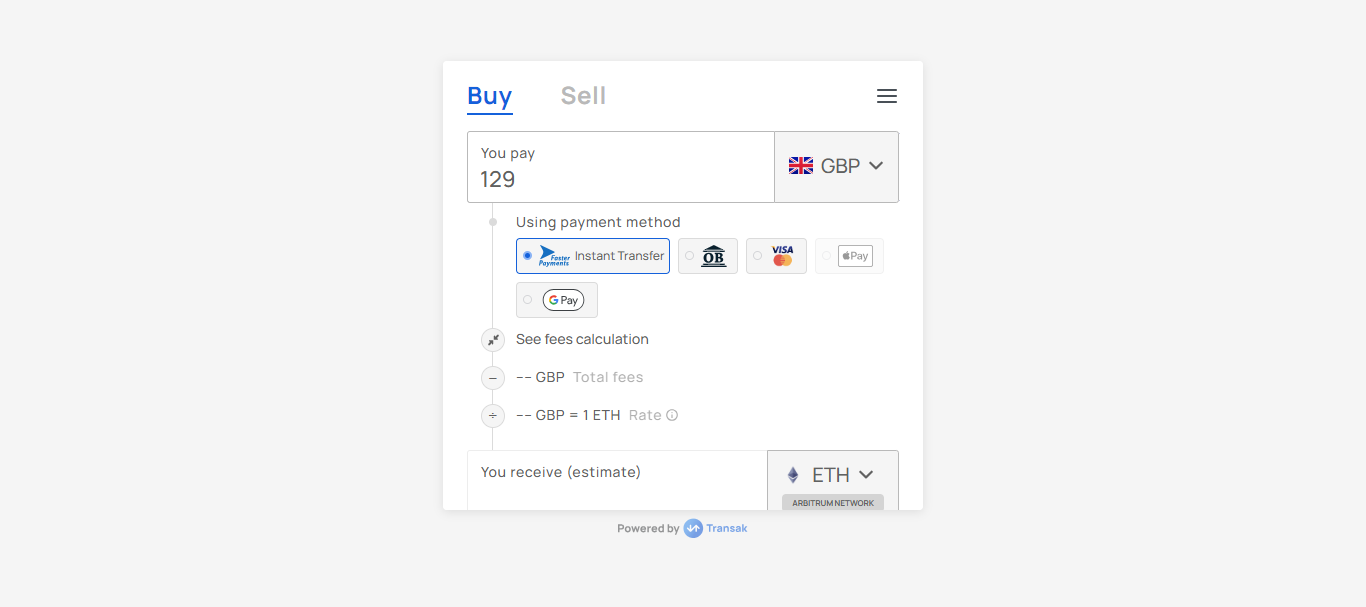 Buy Sell
You pay
129
GBP
Using payment method
Faster Payments Instant Transfer OB VISA Pay
G Pay
See fees calculation
– –– GBP Total fees
÷ –– GBP = 1 ETH Rate
You receive (estimate)
ETH
ARBITRUM NETWORK
Powered by Transak